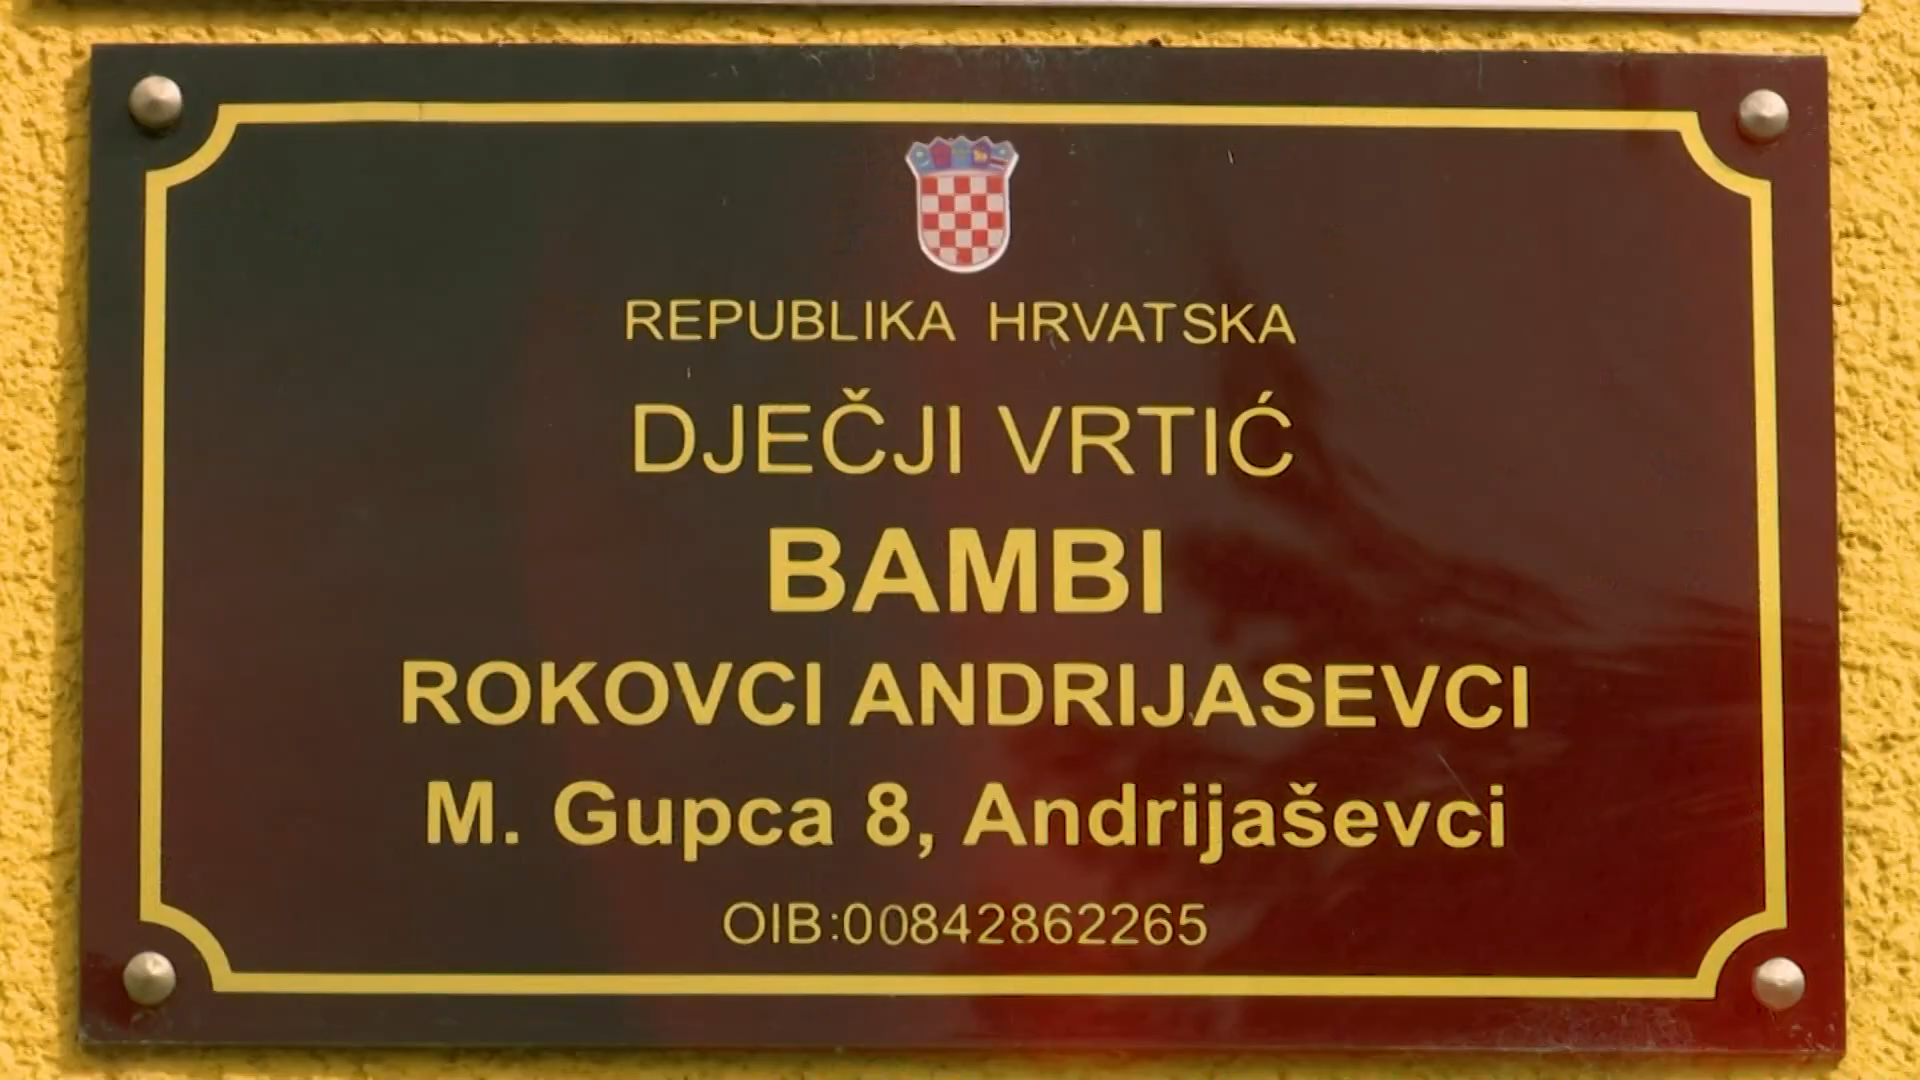 REPUBLIKA HRVATSKA
DJEČJI VRTIĆ
BAMBI
ROKOVCI ANDRIJASEVCI
M. Gupca 8, Andrijaševci
OIB:00842862265